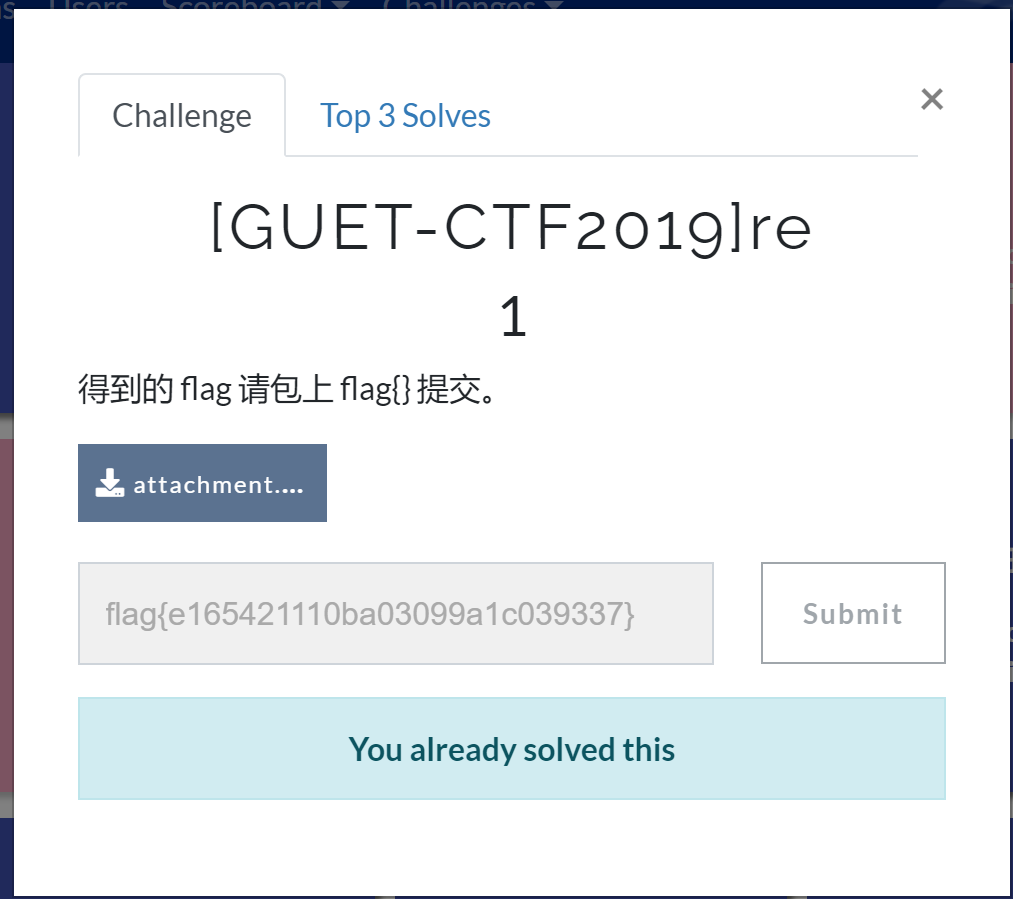 Users Scoreboard Challenges
Challenge
Top 3 Solves
×
[GUET-CTF2019]re
1
得到的 flag 请包上 flag{} 提交。
attachment....
flag{e165421110ba03099a1c039337}
Submit
You already solved this